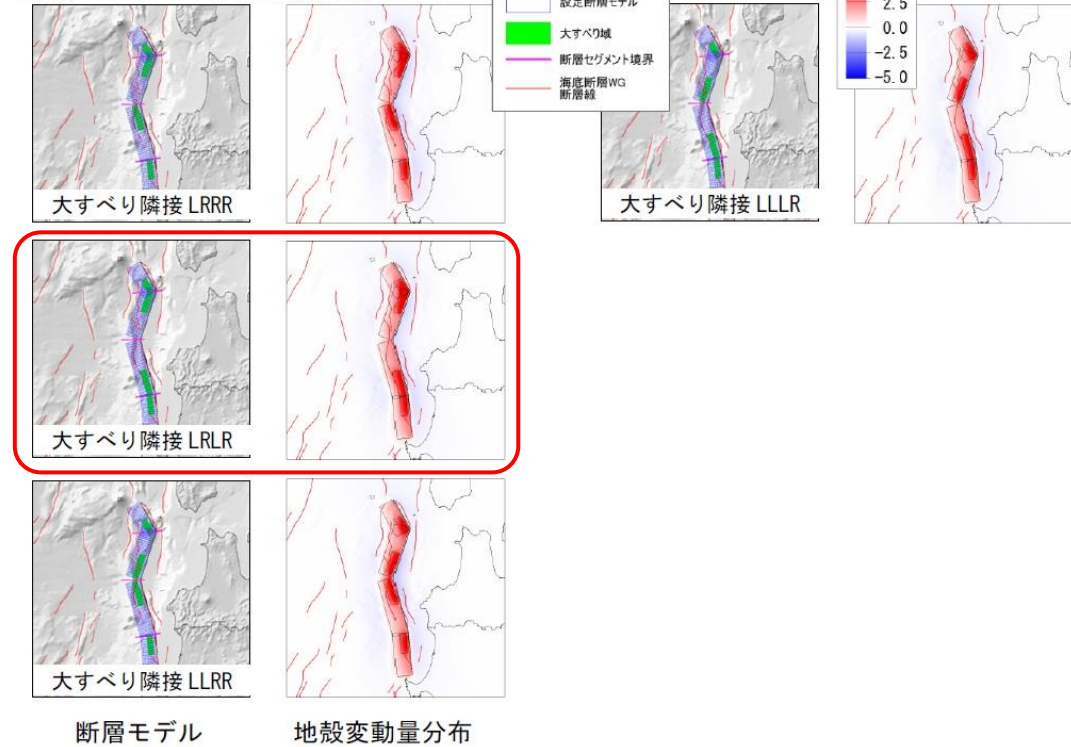 設定断層モデル
大すべり域
断層セグメント境界
海底断層WG
断層線
2.5
0.0
-2.5
-5.0
大すべり隣接 LRRR
大すべり隣接 LLLR
大すべり隣接 LRLR
大すべり隣接 LLRR
断層モデル
地殻変動量分布